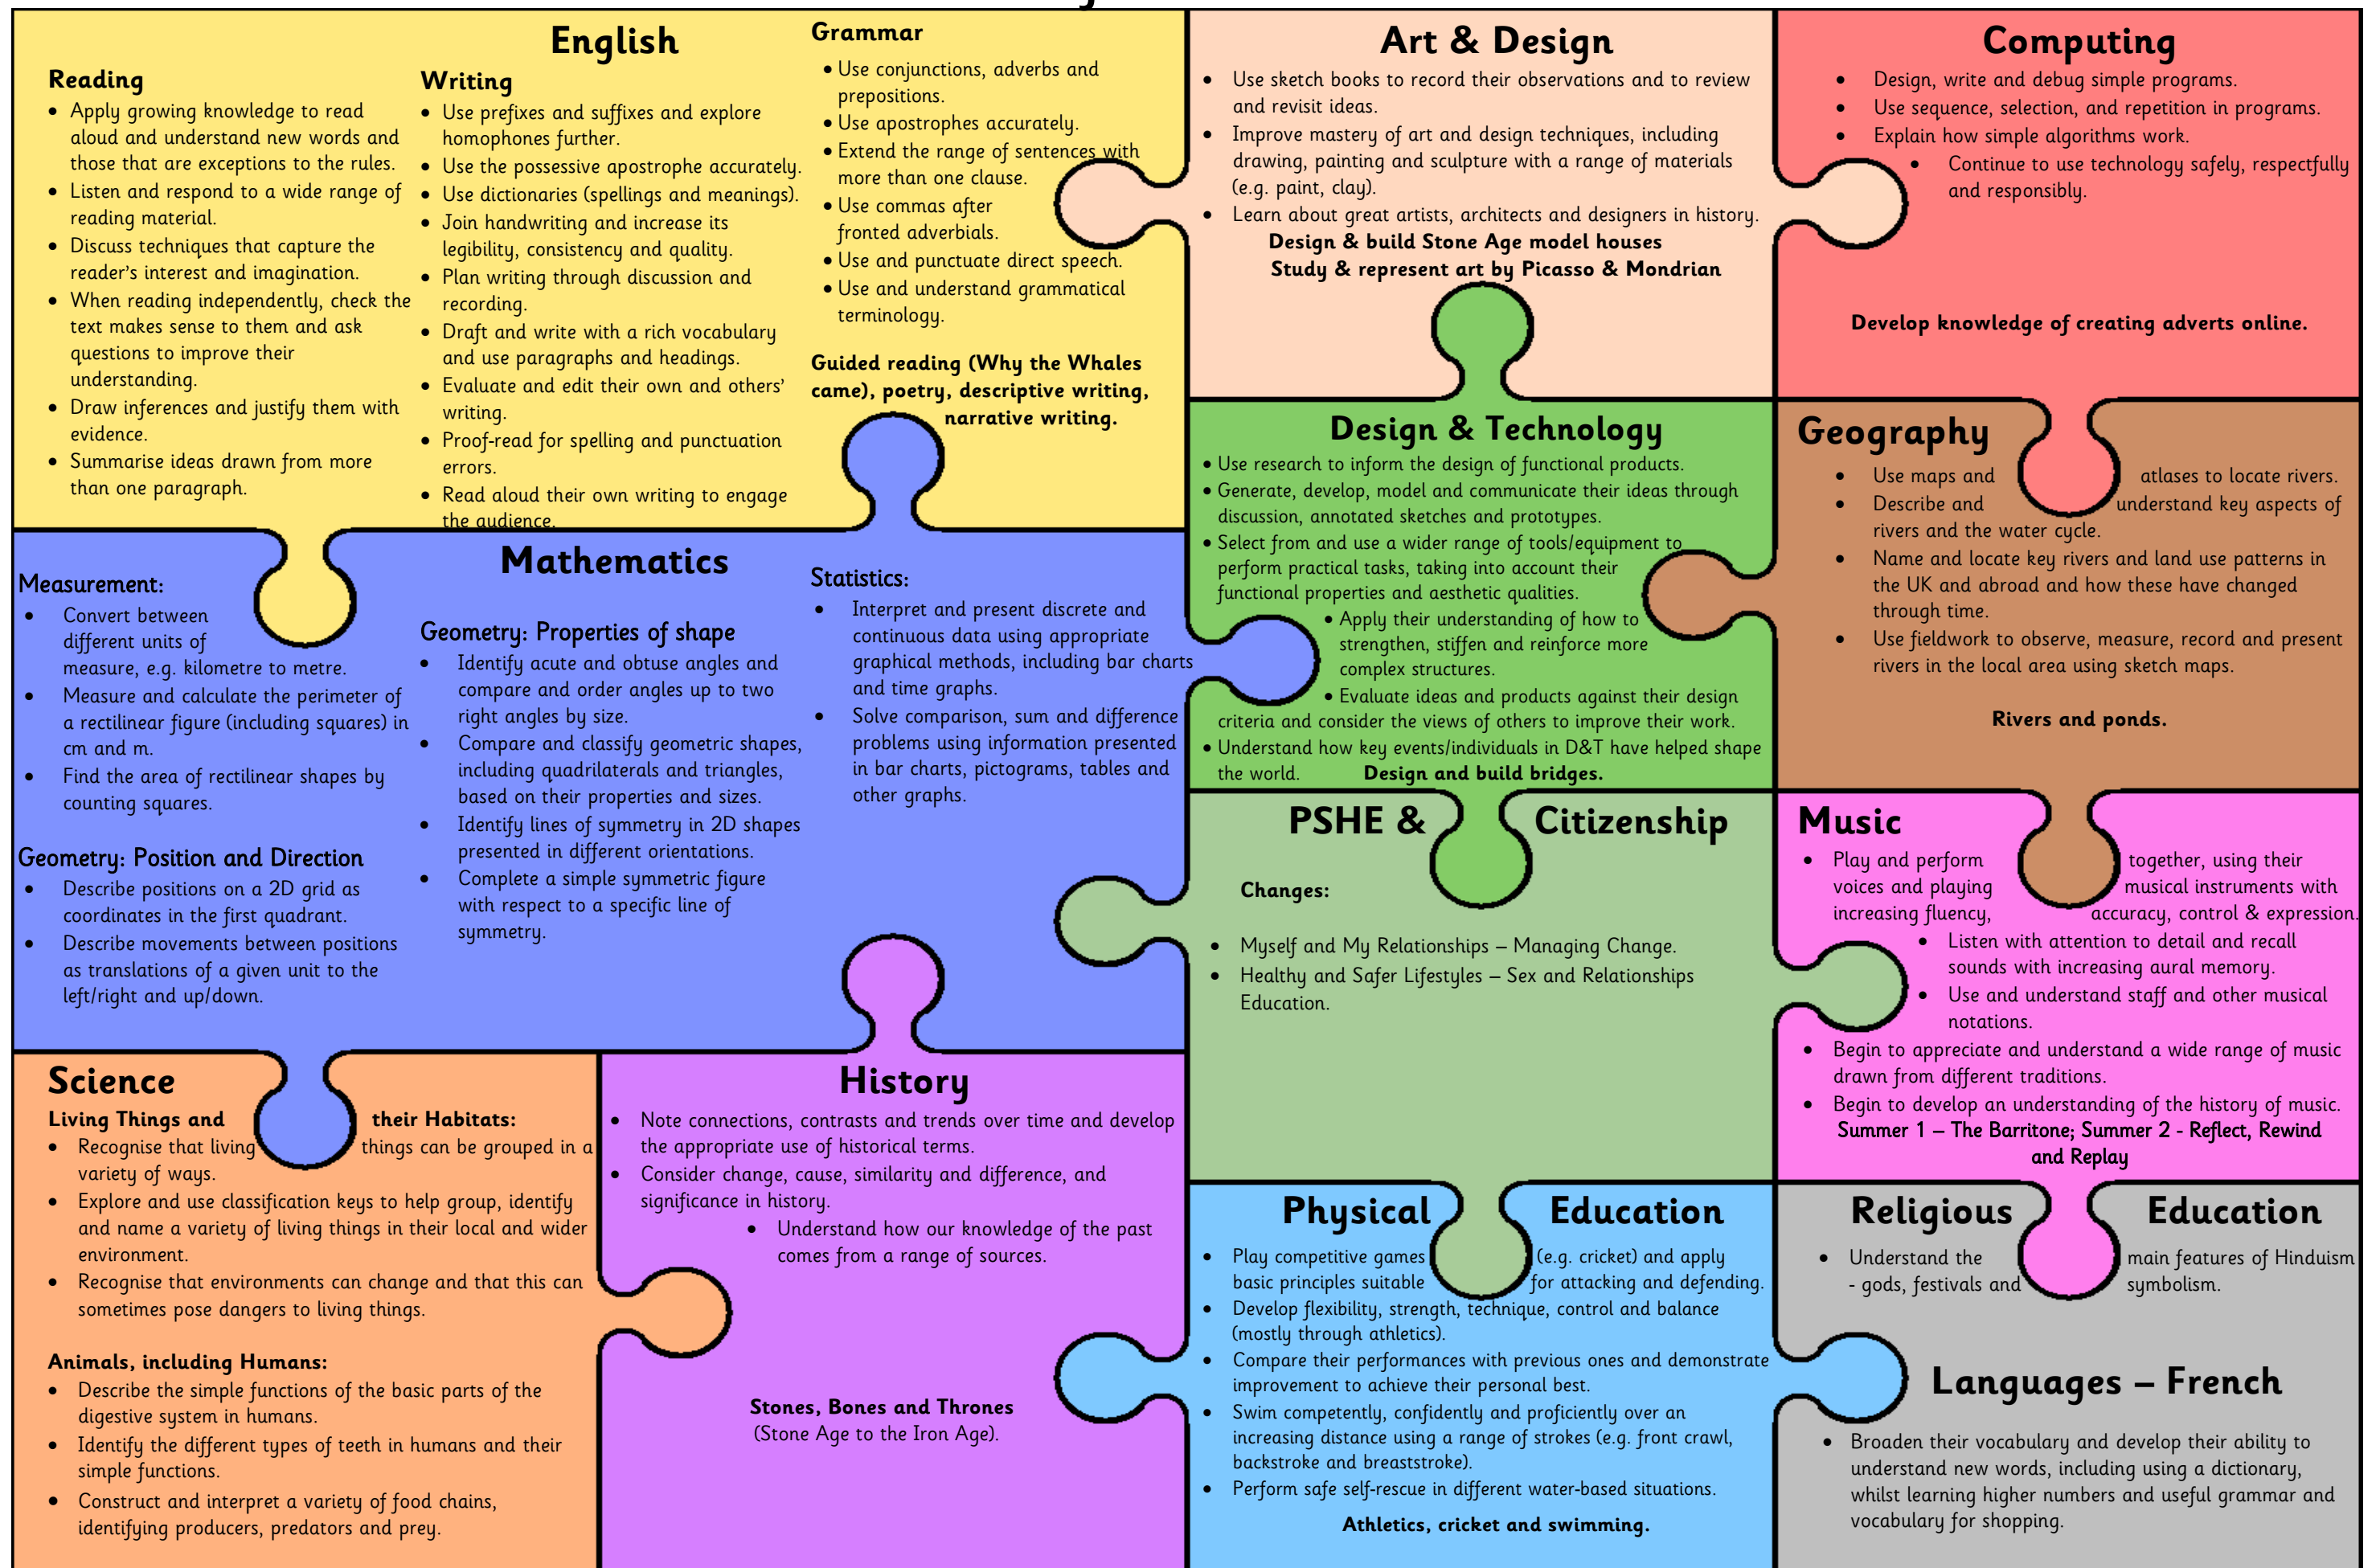 English
Reading
• Apply growing knowledge to read
aloud and understand new words and
those that are exceptions to the rules.
• Listen and respond to a wide range of
reading material.
• Discuss techniques that capture the
reader's interest and imagination.
• When reading independently, check the
text makes sense to them and ask
questions to improve their
understanding.
• Draw inferences and justify them with
evidence.
• Summarise ideas drawn from more
than one paragraph.
Writing
• Use prefixes and suffixes and explore
homophones further.
• Use the possessive apostrophe accurately.
• Use dictionaries (spellings and meanings).
• Join handwriting and increase its
legibility, consistency and quality.
• Plan writing through discussion and
recording.
• Draft and write with a rich vocabulary
and use paragraphs and headings.
• Evaluate and edit their own and others'
writing.
• Proof-read for spelling and punctuation
errors.
• Read aloud their own writing to engage
the audience.
Grammar
• Use conjunctions, adverbs and
prepositions.
• Use apostrophes accurately.
• Extend the range of sentences with
more than one clause.
• Use commas after
fronted adverbials.
• Use and punctuate direct speech.
• Use and understand grammatical
terminology.
Guided reading (Why the Whales
came), poetry, descriptive writing,
narrative writing.
Art & Design
• Use sketch books to record their observations and to review
and revisit ideas.
• Improve mastery of art and design techniques, including
drawing, painting and sculpture with a range of materials
(e.g. paint, clay).
• Learn about great artists, architects and designers in history.
Design & build Stone Age model houses
Study & represent art by Picasso & Mondrian
Computing
• Design, write and debug simple programs.
• Use sequence, selection, and repetition in programs.
• Explain how simple algorithms work.
• Continue to use technology safely, respectfully
and responsibly.
Develop knowledge of creating adverts online.
Design & Technology
• Use research to inform the design of functional products.
• Generate, develop, model and communicate their ideas through
discussion, annotated sketches and prototypes.
• Select from and use a wider range of tools/equipment to
perform practical tasks, taking into account their
functional properties and aesthetic qualities.
• Apply their understanding of how to
strengthen, stiffen and reinforce more
complex structures.
• Evaluate ideas and products against their design
criteria and consider the views of others to improve their work.
• Understand how key events/individuals in D&T have helped shape
the world. Design and build bridges.
Geography
• Use maps and atlases to locate rivers.
• Describe and understand key aspects of
rivers and the water cycle.
• Name and locate key rivers and land use patterns in
the UK and abroad and how these have changed
through time.
• Use fieldwork to observe, measure, record and present
rivers in the local area using sketch maps.
Rivers and ponds.
Mathematics
Measurement:
• Convert between
different units of
measure, e.g. kilometre to metre.
• Measure and calculate the perimeter of
a rectilinear figure (including squares) in
cm and m.
• Find the area of rectilinear shapes by
counting squares.
Geometry: Position and Direction
• Describe positions on a 2D grid as
coordinates in the first quadrant.
• Describe movements between positions
as translations of a given unit to the
left/right and up/down.
Geometry: Properties of shape
• Identify acute and obtuse angles and
compare and order angles up to two
right angles by size.
• Compare and classify geometric shapes,
including quadrilaterals and triangles,
based on their properties and sizes.
• Identify lines of symmetry in 2D shapes
presented in different orientations.
• Complete a simple symmetric figure
with respect to a specific line of
symmetry.
Statistics:
• Interpret and present discrete and
continuous data using appropriate
graphical methods, including bar charts
and time graphs.
• Solve comparison, sum and difference
problems using information presented
in bar charts, pictograms, tables and
other graphs.
PSHE & Citizenship
Changes:
• Myself and My Relationships – Managing Change.
• Healthy and Safer Lifestyles – Sex and Relationships
Education.
Music
• Play and perform together, using their
voices and playing musical instruments with
increasing fluency, accuracy, control & expression.
• Listen with attention to detail and recall
sounds with increasing aural memory.
• Use and understand staff and other musical
notations.
• Begin to appreciate and understand a wide range of music
drawn from different traditions.
• Begin to develop an understanding of the history of music.
Summer 1 – The Barritone; Summer 2 - Reflect, Rewind
and Replay
Science
Living Things and their Habitats:
• Recognise that living things can be grouped in a
variety of ways.
• Explore and use classification keys to help group, identify
and name a variety of living things in their local and wider
environment.
• Recognise that environments can change and that this can
sometimes pose dangers to living things.
Animals, including Humans:
• Describe the simple functions of the basic parts of the
digestive system in humans.
• Identify the different types of teeth in humans and their
simple functions.
• Construct and interpret a variety of food chains,
identifying producers, predators and prey.
History
• Note connections, contrasts and trends over time and develop
the appropriate use of historical terms.
• Consider change, cause, similarity and difference, and
significance in history.
• Understand how our knowledge of the past
comes from a range of sources.
Stones, Bones and Thrones
(Stone Age to the Iron Age).
Physical Education
• Play competitive games (e.g. cricket) and apply
basic principles suitable for attacking and defending.
• Develop flexibility, strength, technique, control and balance
(mostly through athletics).
• Compare their performances with previous ones and demonstrate
improvement to achieve their personal best.
• Swim competently, confidently and proficiently over an
increasing distance using a range of strokes (e.g. front crawl,
backstroke and breaststroke).
• Perform safe self-rescue in different water-based situations.
Athletics, cricket and swimming.
Religious Education
• Understand the main features of Hinduism
- gods, festivals and symbolism.
Languages – French
• Broaden their vocabulary and develop their ability to
understand new words, including using a dictionary,
whilst learning higher numbers and useful grammar and
vocabulary for shopping.